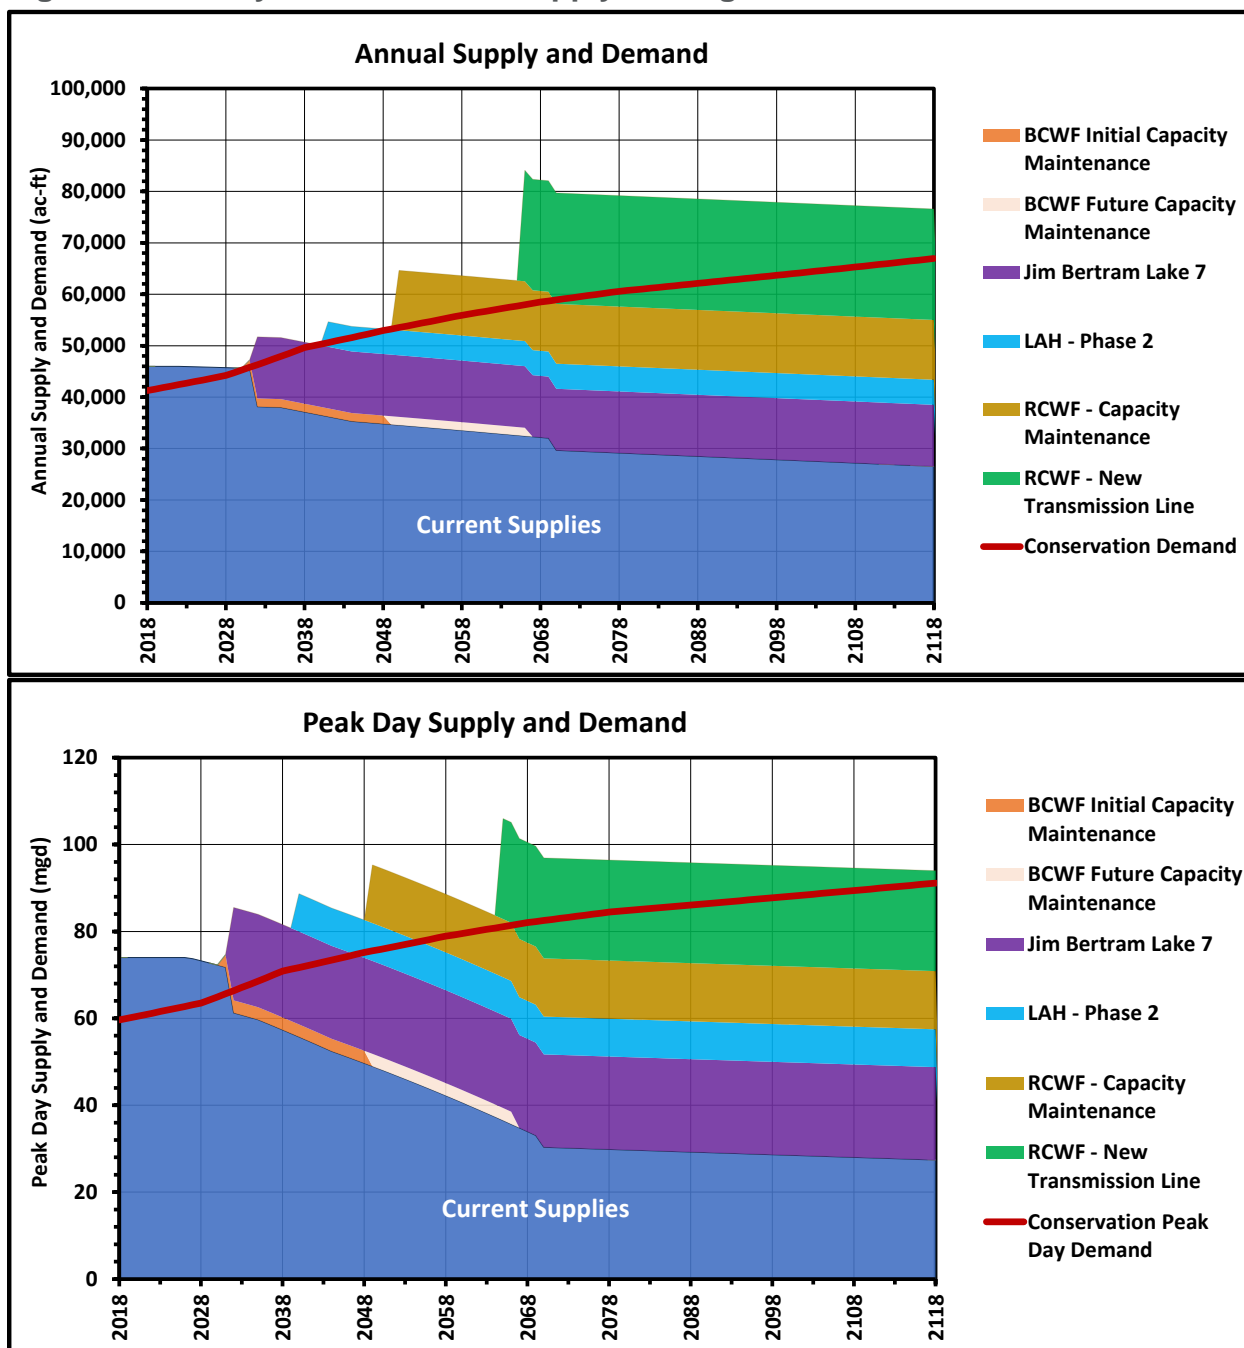 Annual Supply and Demand
Annual Supply and Demand (ac-ft)
100,000
90,000
80,000
70,000
60,000
50,000
40,000
30,000
20,000
10,000
0
Current Supplies
2018 2028 2038 2048 2058 2068 2078 2088 2098 2108 2118
BCWF Initial Capacity
Maintenance
BCWF Future Capacity
Maintenance
Jim Bertram Lake 7
LAH - Phase 2
RCWF - Capacity
Maintenance
RCWF - New
Transmission Line
Conservation Demand
Peak Day Supply and Demand
Peak Day Supply and Demand (mgd)
120
100
80
60
40
20
0
Current Supplies
2018 2028 2038 2048 2058 2068 2078 2088 2098 2108 2118
BCWF Initial Capacity
Maintenance
BCWF Future Capacity
Maintenance
Jim Bertram Lake 7
LAH - Phase 2
RCWF - Capacity
Maintenance
RCWF - New
Transmission Line
Conservation Peak
Day Demand